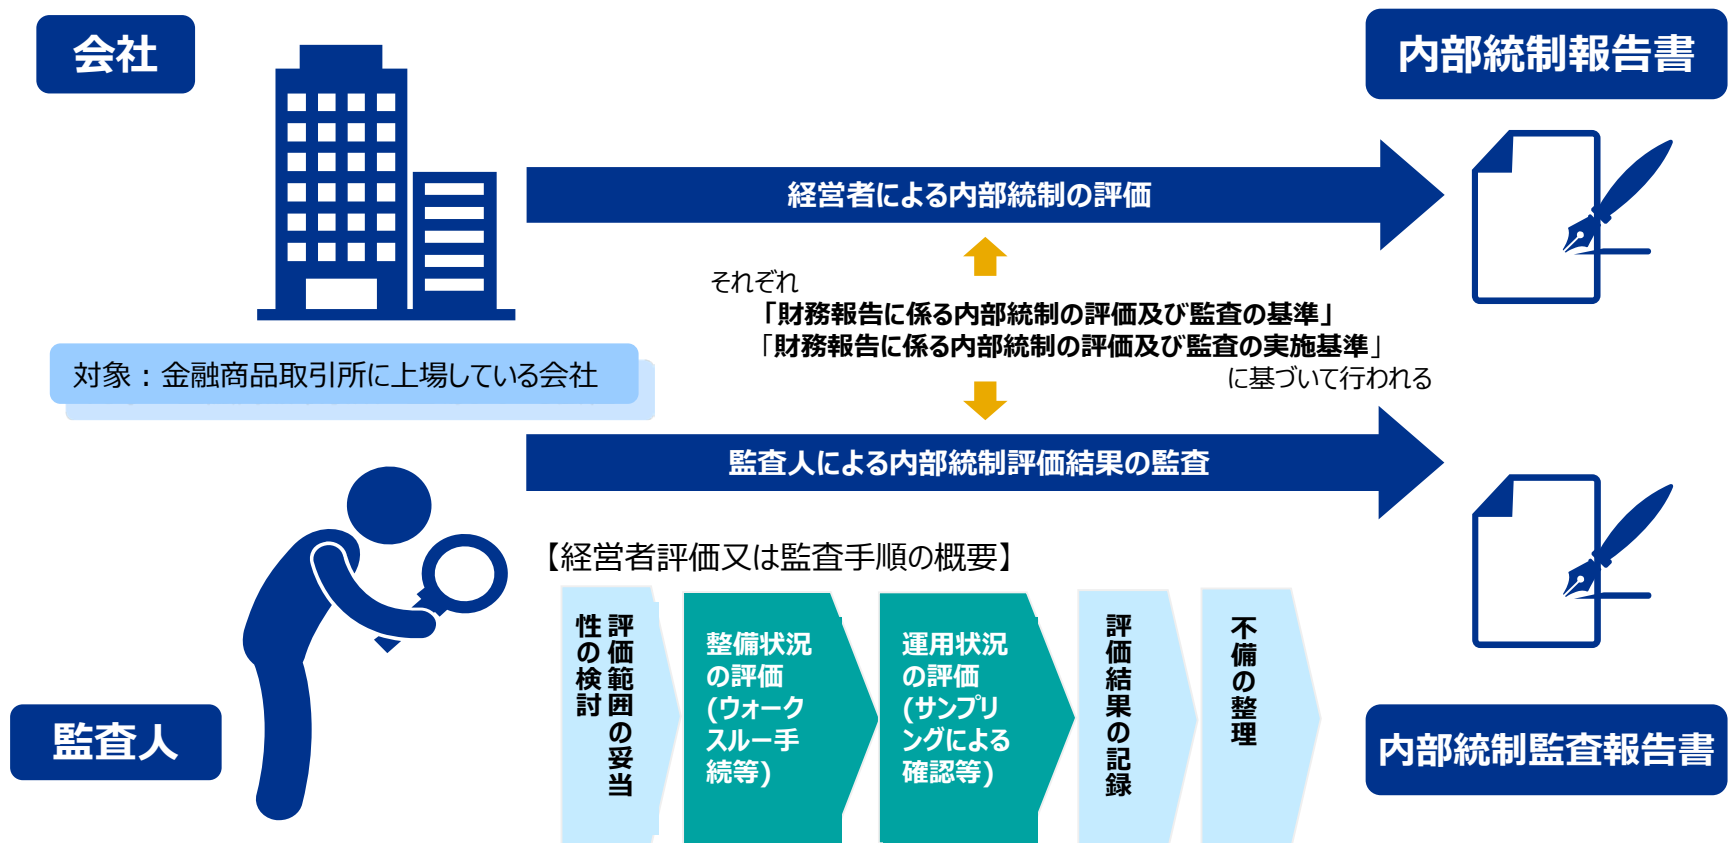 会社
内部統制報告書
経営者による内部統制の評価
それぞれ
「財務報告に係る内部統制の評価及び監査の基準」
「財務報告に係る内部統制の評価及び監査の実施基準」
に基づいて行われる
対象：金融商品取引所に上場している会社
監査人による内部統制評価結果の監査
【経営者評価又は監査手順の概要】
評価範囲の妥当
性の検討
整備状況
の評価
(ウォーク
スルー手
続等)
運用状況
の評価
(サンプリ
ングによる
確認等)
評価結果の記録
不備の整理
監査人
内部統制監査報告書